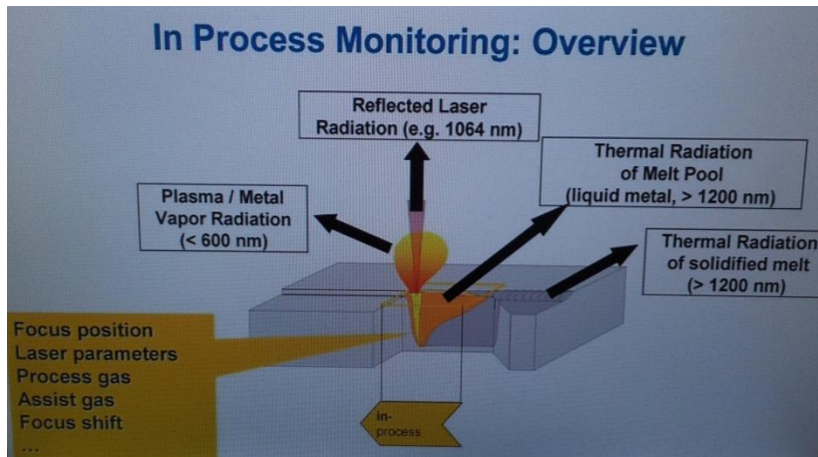 In Process Monitoring: Overview
Reflected Laser
Radiation (e.g. 1064 nm)
Thermal Radiation
of Melt Pool
(liquid metal, > 1200 nm)
Plasma / Metal
Vapor Radiation
(< 600 nm)
Thermal Radiation
of solidified melt
(> 1200 nm)
Focus position
Laser parameters
Process gas
Assist gas
Focus shift
...
in-
process